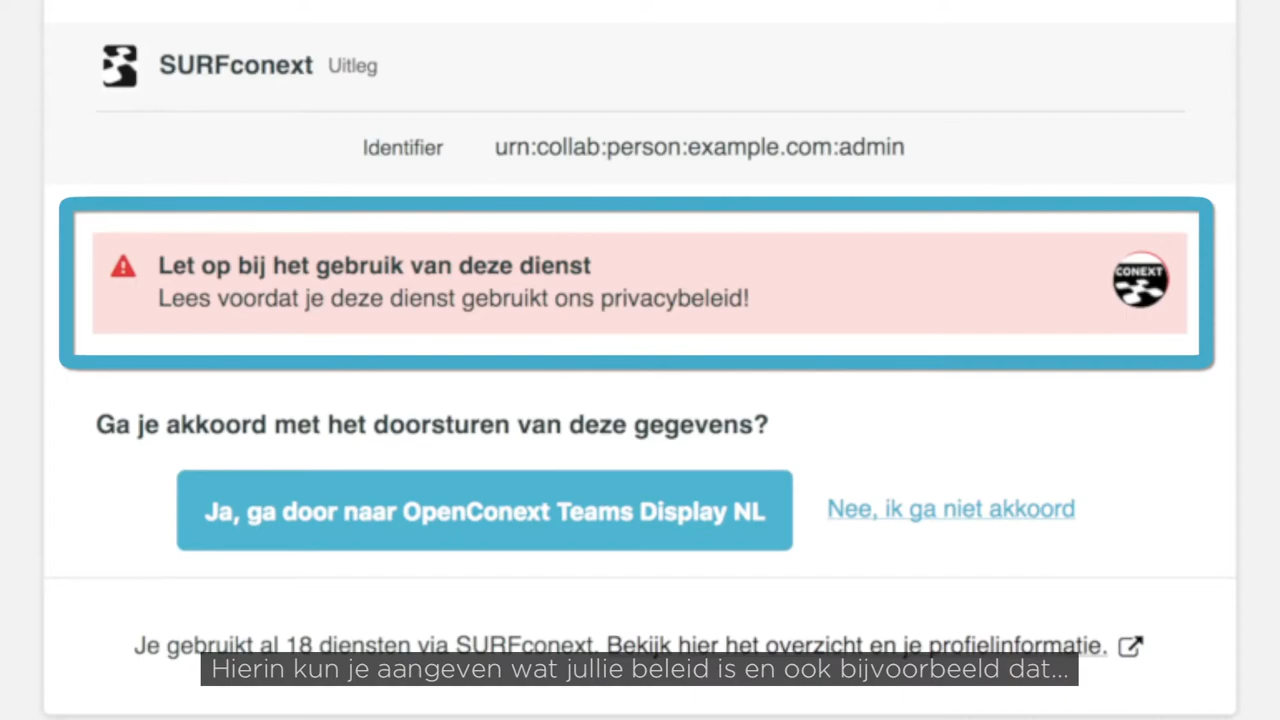 SURFconext Uitleg
Identifier urn:collab:person:example.com:admin
Let op bij het gebruik van deze dienst
Lees voordat je deze dienst gebruikt ons privacybeleid!
CONEXT
Ga je akkoord met het doorsturen van deze gegevens?
Ja, ga door naar OpenConext Teams Display NL
Nee, ik ga niet akkoord
Je gebruikt al 18 diensten via SURFconext. Bekijk hier het overzicht en je profielinformatie.
Hierin kun je aangeven wat jullie beleid is en ook bijvoorbeeld dat...